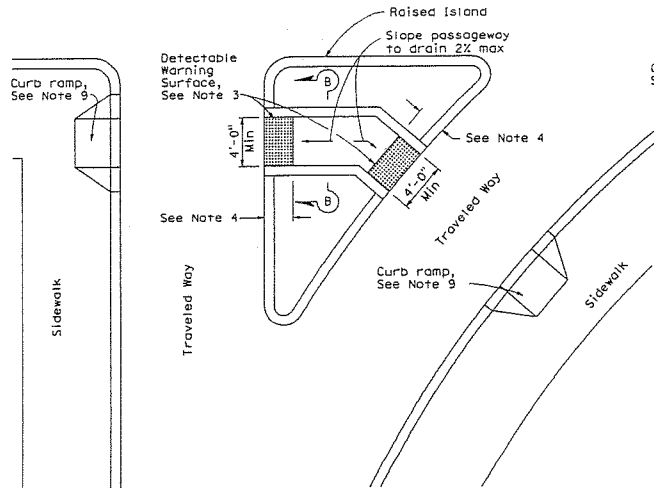 Raised Island
Slope passageway
to drain 2% max
Detectable
Warning
Surface,
See Note 3
Curb ramp,
See Note 9
B
4'-0"
Min
See Note 4
4'-0"
Min
B
See Note 4
Traveled Way
Curb ramp,
See Note 9
Sidewalk
Traveled Way
Sidewalk